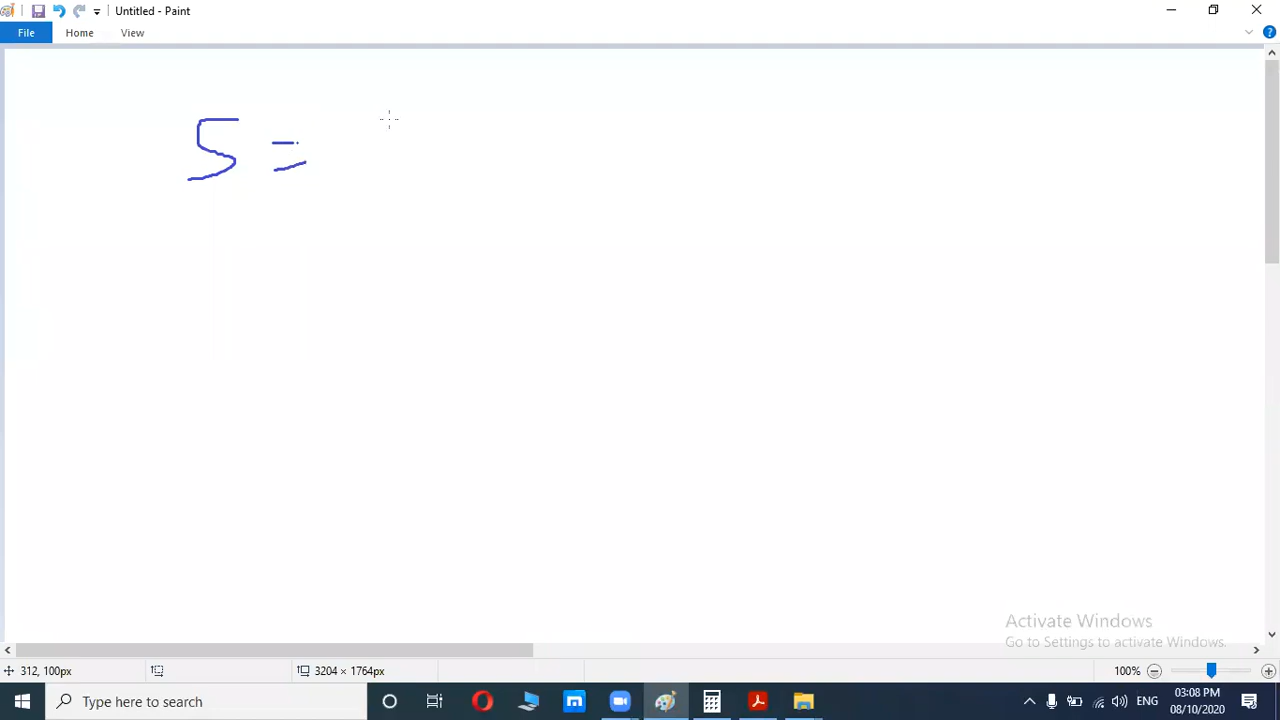 Untitled - Paint
File Home View
S =
Activate Windows
Go to Settings to activate Windows.
312, 100px 3204 × 1764px 100%
Type here to search
ENG
03:08 PM
08/10/2020